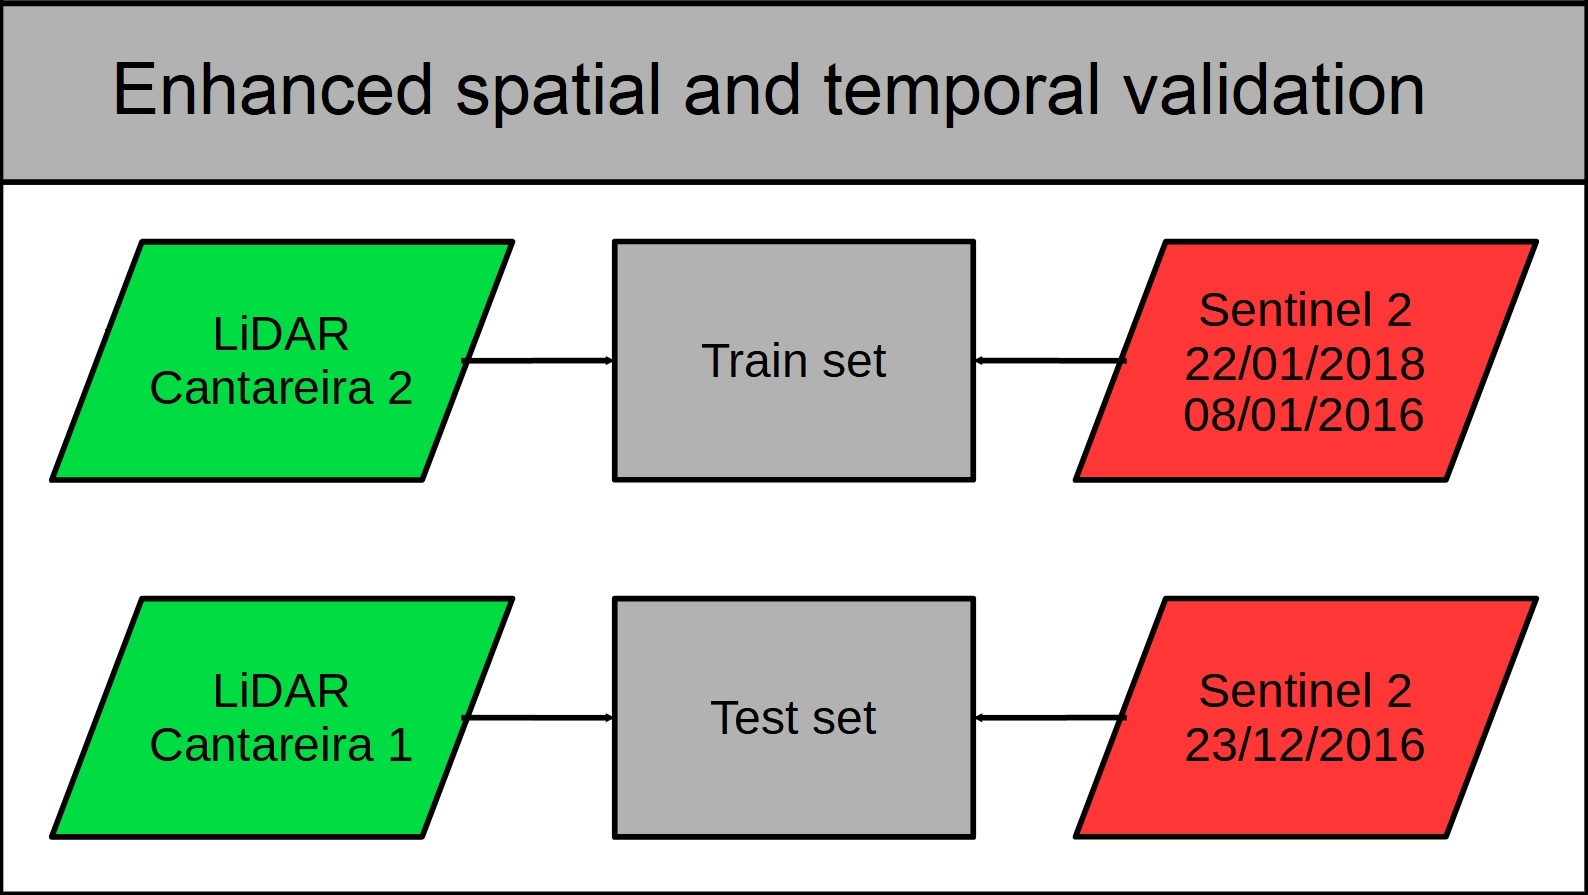 Enhanced spatial and temporal validation
LiDAR
Cantareira 2
Train set
Sentinel 2
22/01/2018
08/01/2016
LiDAR
Cantareira 1
Test set
Sentinel 2
23/12/2016